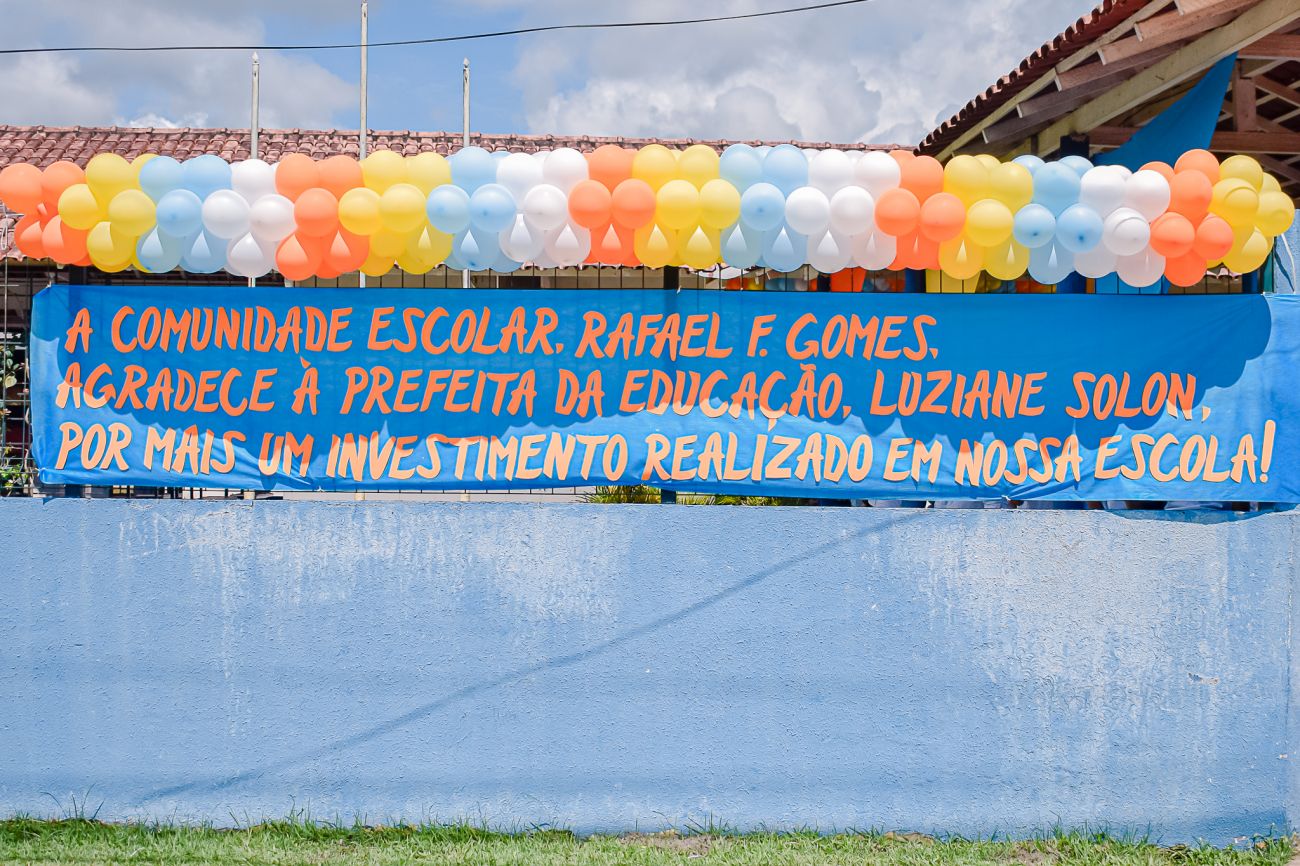 A COMUNIDADE ESCOLAR, RAFAEL F. GOMES,
AGRADECE À PREFEITA DA EDUCAÇÃO, LUZIANE SOLON,
POR MAIS UM INVESTIMENTO REALIZADO EM NOSSA ESCOLA!